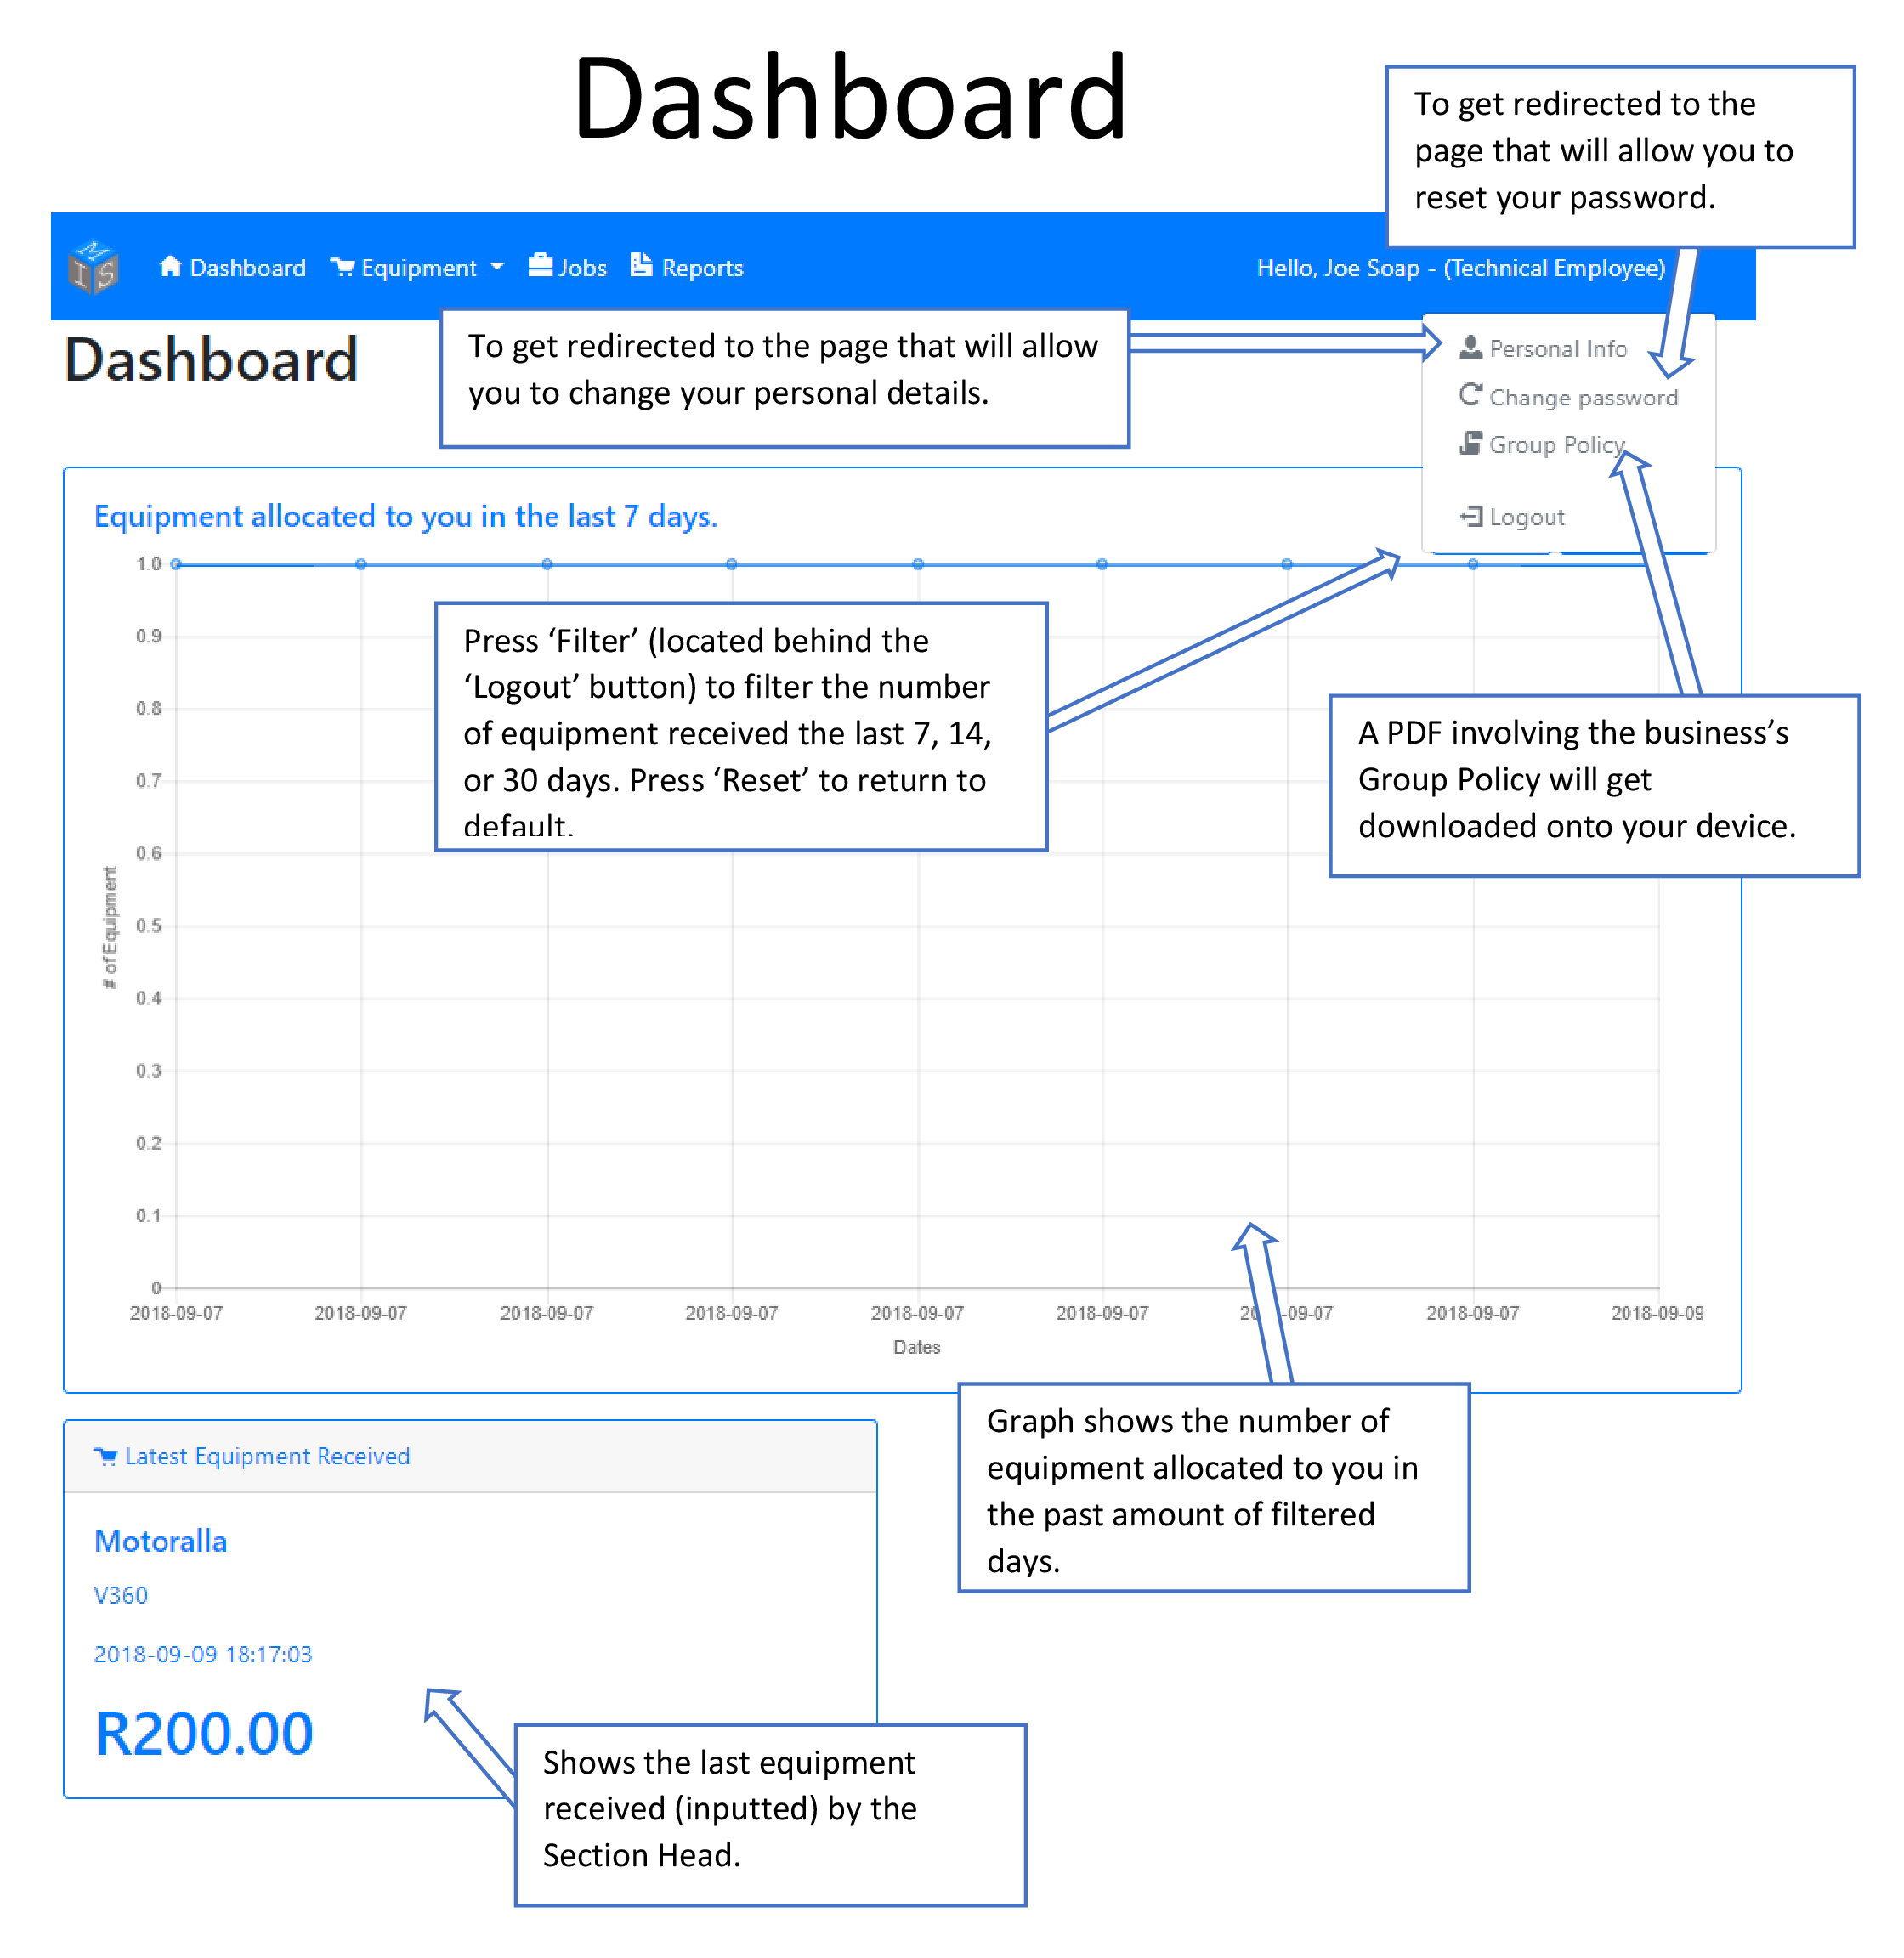 Dashboard
To get redirected to the
page that will allow you to
reset your password.
MIS
Dashboard Equipment Jobs Reports
Hello, Joe Soap - (Technical Employee)
Dashboard
To get redirected to the page that will allow
you to change your personal details.
Personal Info
Change password
Group Policy
Logout
Equipment allocated to you in the last 7 days.
1.0
0.9
0.8
0.7
0.6
0.5
0.4
0.3
0.2
0.1
0
# of Equipment
Press ‘Filter’ (located behind the
‘Logout’ button) to filter the number
of equipment received the last 7, 14,
or 30 days. Press ‘Reset’ to return to
default.
A PDF involving the business’s
Group Policy will get
downloaded onto your device.
2018-09-07 2018-09-07 2018-09-07 2018-09-07 2018-09-07 2018-09-07 -09-07 2018-09-07 2018-09-09
Dates
Graph shows the number of
equipment allocated to you in
the past amount of filtered
days.
Latest Equipment Received
Motoralla
V360
2018-09-09 18:17:03
R200.00
Shows the last equipment
received (inputted) by the
Section Head.